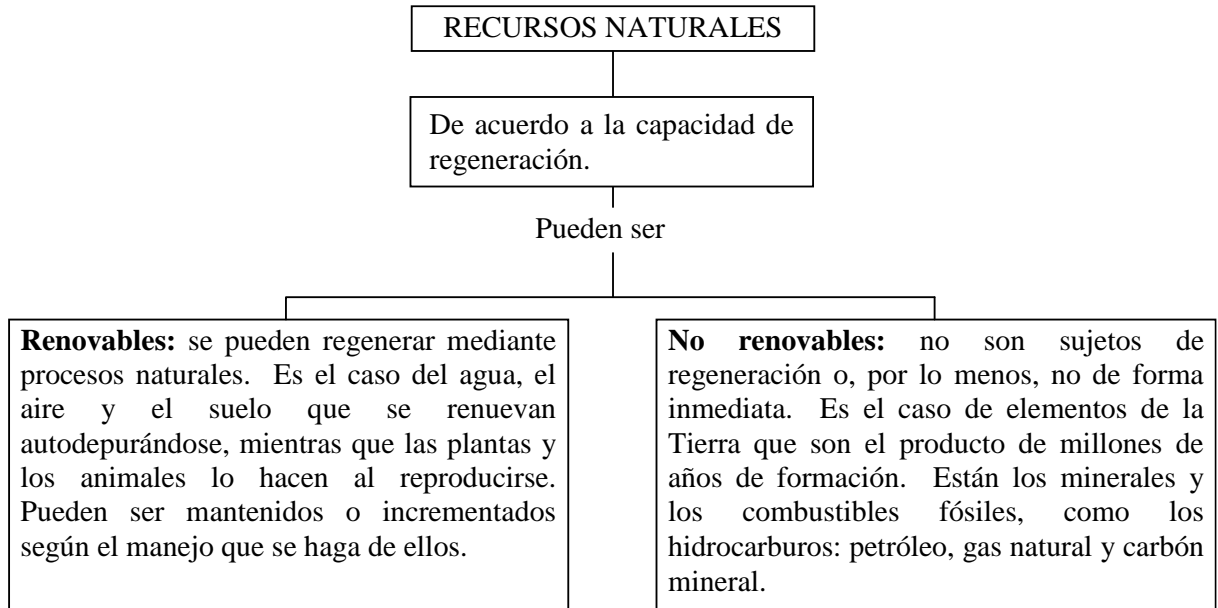 RECURSOS NATURALES
De acuerdo a la capacidad de
regeneración.
Pueden ser
Renovables: se pueden regenerar mediante
procesos naturales. Es el caso del agua, el
aire y el suelo que se renuevan
autodepurándose, mientras que las plantas y
los animales lo hacen al reproducirse.
Pueden ser mantenidos o incrementados
según el manejo que se haga de ellos.
No renovables: no son sujetos de
regeneración o, por lo menos, no de forma
inmediata. Es el caso de elementos de la
Tierra que son el producto de millones de
años de formación. Están los minerales y
los combustibles fósiles, como los
hidrocarburos: petróleo, gas natural y carbón
mineral.